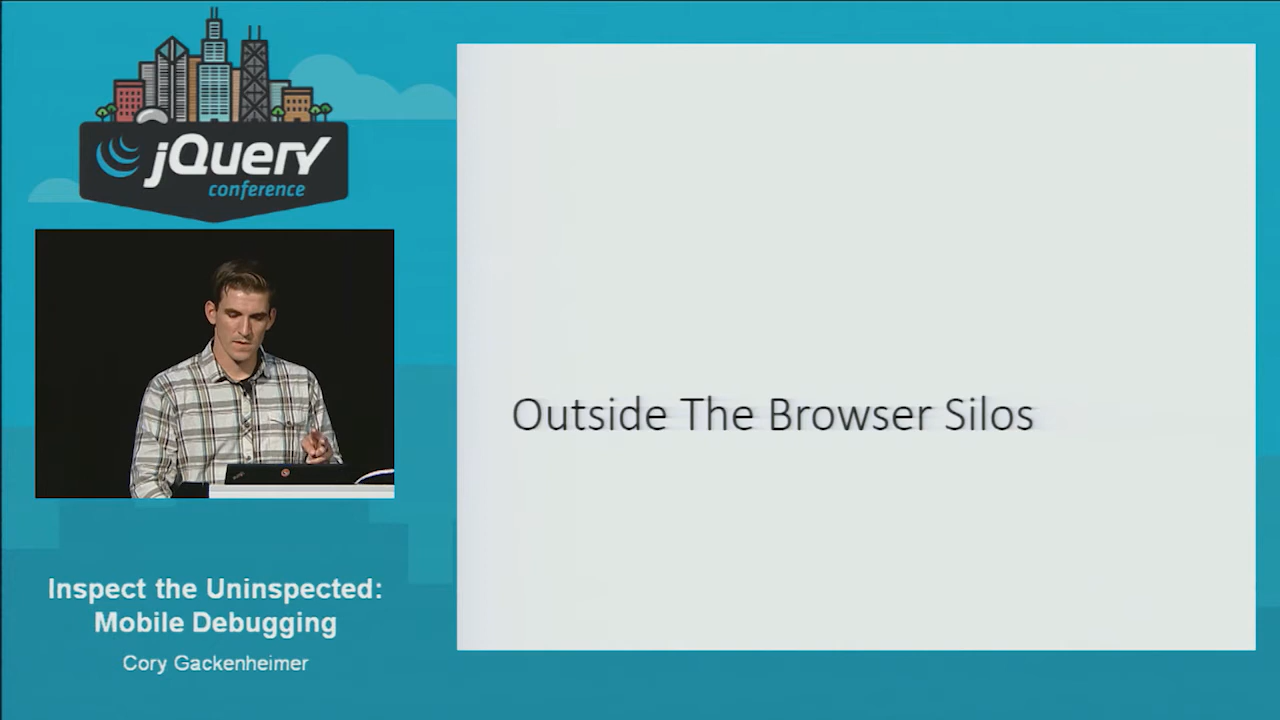 jQuery
conference
Outside The Browser Silos
Inspect the Uninspected:
Mobile Debugging
Cory Gackenheimer